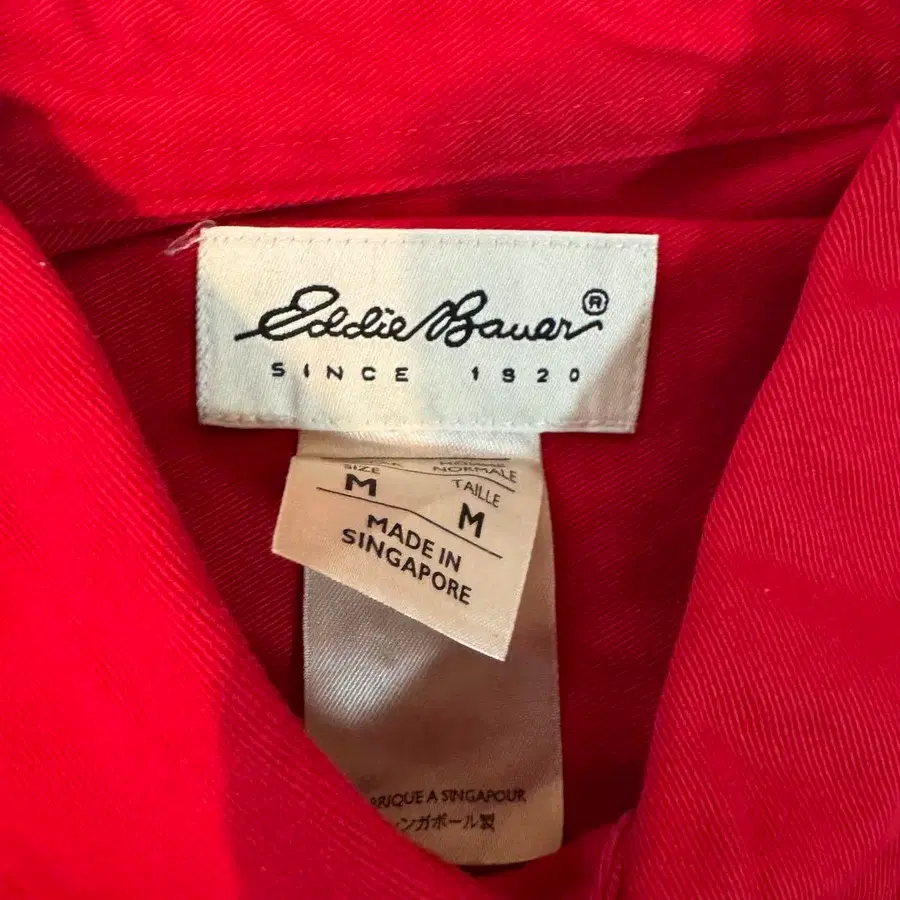 Eddie Bauer®
SINCE 1920
NORMALE
SIZE TAILLE
M M
MADE IN
SINGAPORE
RIQUE A SINGAPOUR
ンガポール製